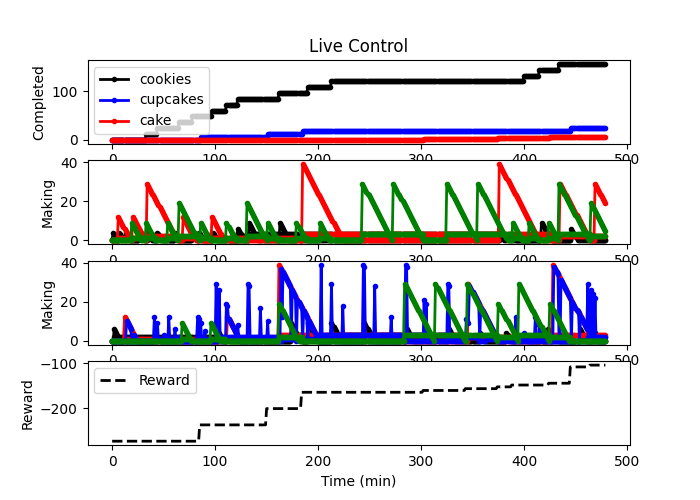 Live Control
Completed
100
0
cookies
cupcakes
cake
0 100 200 300 400 500
Making
40
20
0
0 100 200 300 400 500
Making
40
20
0
0 100 200 300 400 500
Reward
−100
−200
Reward
0 100 200 300 400 500
Time (min)